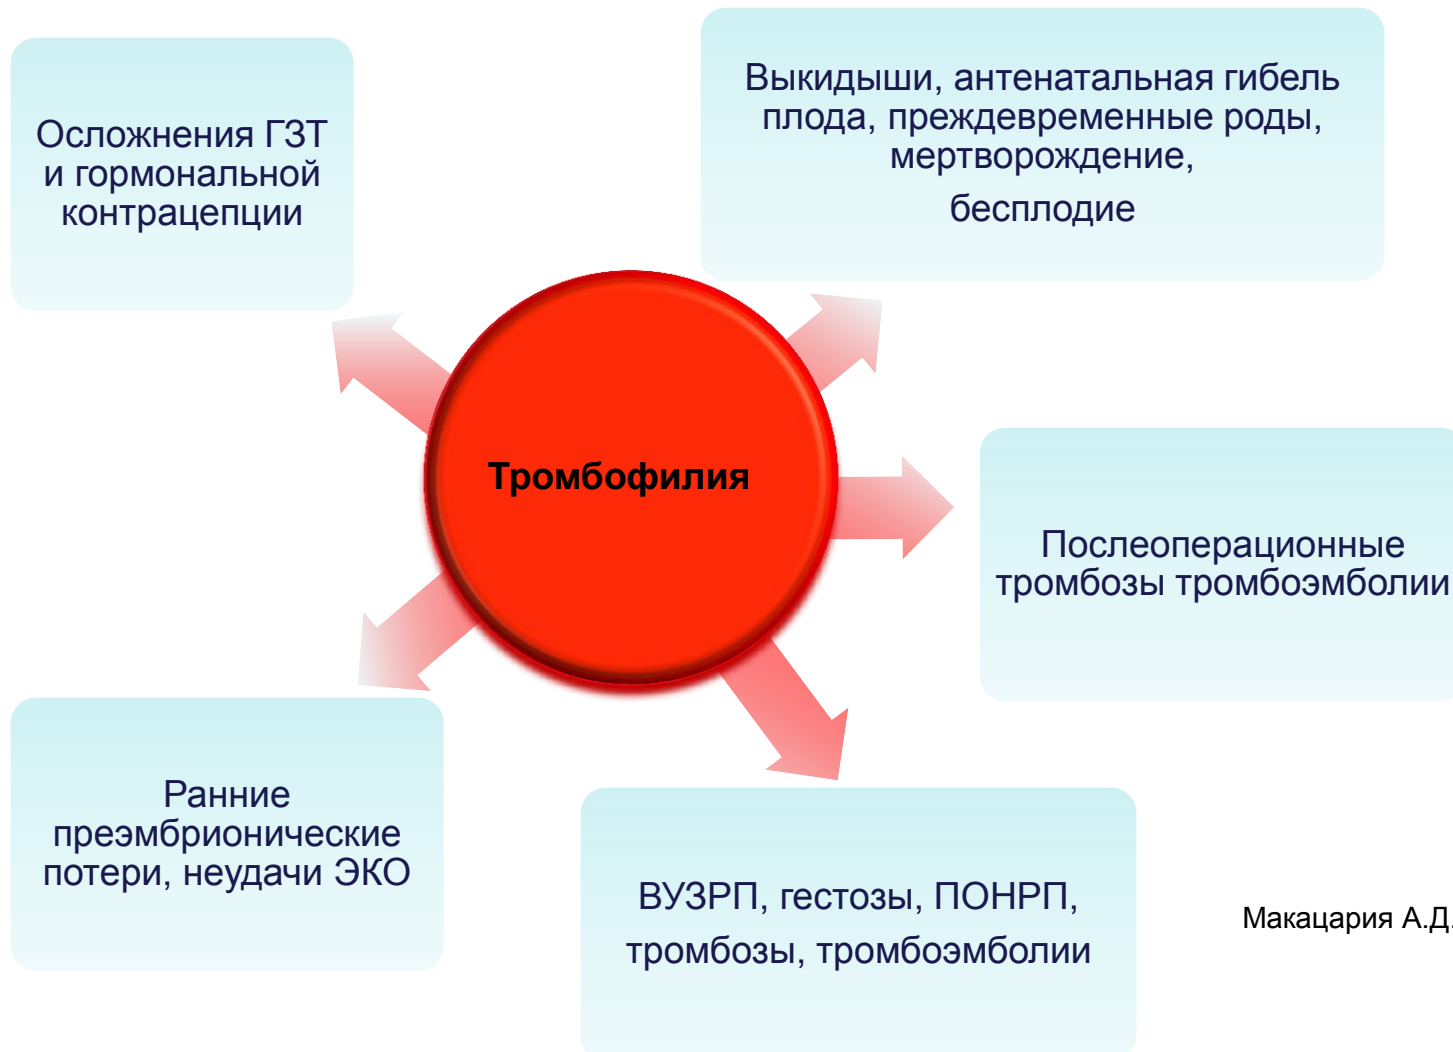 Осложнения ГЗТ
и гормональной
контрацепции
Выкидыши, антенатальная гибель
плода, преждевременные роды,
мертворождение,
бесплодие
Тромбофилия
Послеоперационные
тромбозы тромбоэмболии
Ранние
преэмбрионические
потери, неудачи ЭКО
ВУЗРП, гестозы, ПОНРП,
тромбозы, тромбоэмболии
Макацария А.Д.